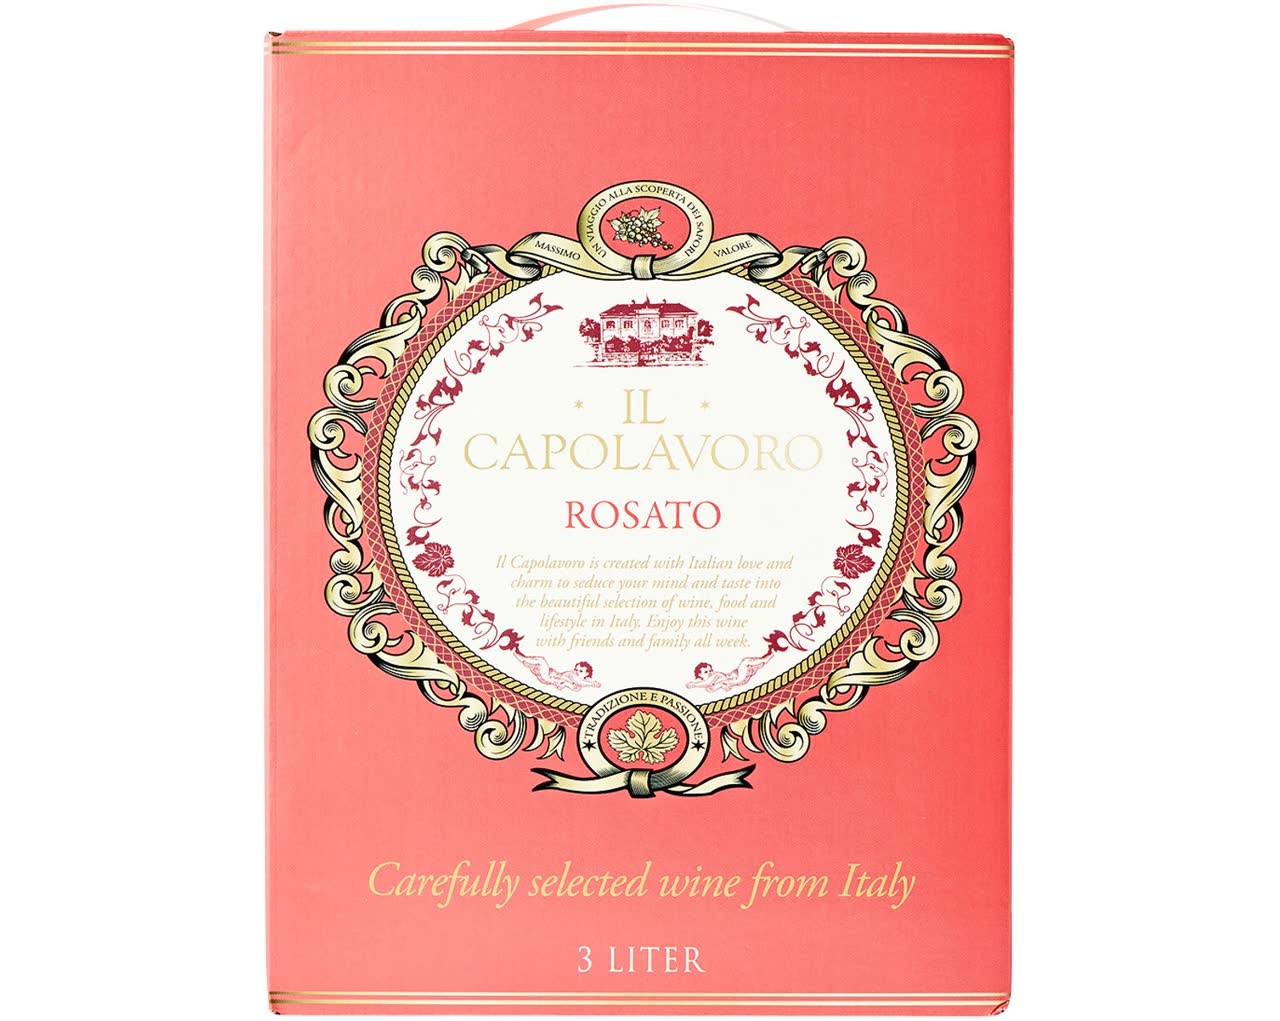 UN VIAGGIO ALLA SCOPERTA DEI SAPORI
MASSIMO VALORE
IL
CAPOLAVORO
ROSATO
Il Capolavoro is created with Italian love and
charm to seduce your mind and taste into
the beautiful selection of wine, food and
lifestyle in Italy. Enjoy this wine
with friends and family all week.
TRADIZIONE E PASSIONE
Carefully selected wine from Italy
3 LITER